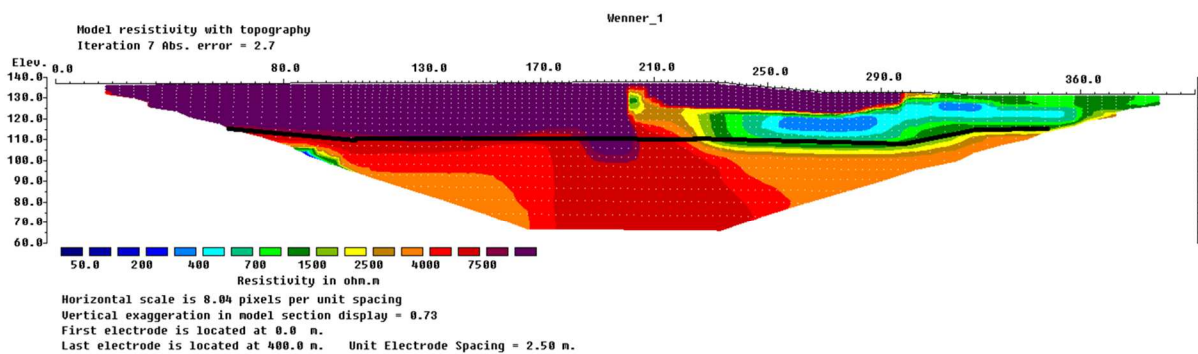 Wenner_1
Model resistivity with topography
Iteration 7 Abs. error = 2.7
Elev. 0.0 80.0 130.0 170.0 210.0 250.0 290.0 360.0
140.0
130.0
120.0
110.0
100.0
90.0
80.0
70.0
60.0
50.0 200 400 700 1500 2500 4000 7500
Resistivity in ohm.m
Horizontal scale is 8.04 pixels per unit spacing
Vertical exaggeration in model section display = 0.73
First electrode is located at 0.0 m.
Last electrode is located at 400.0 m. Unit Electrode Spacing = 2.50 m.